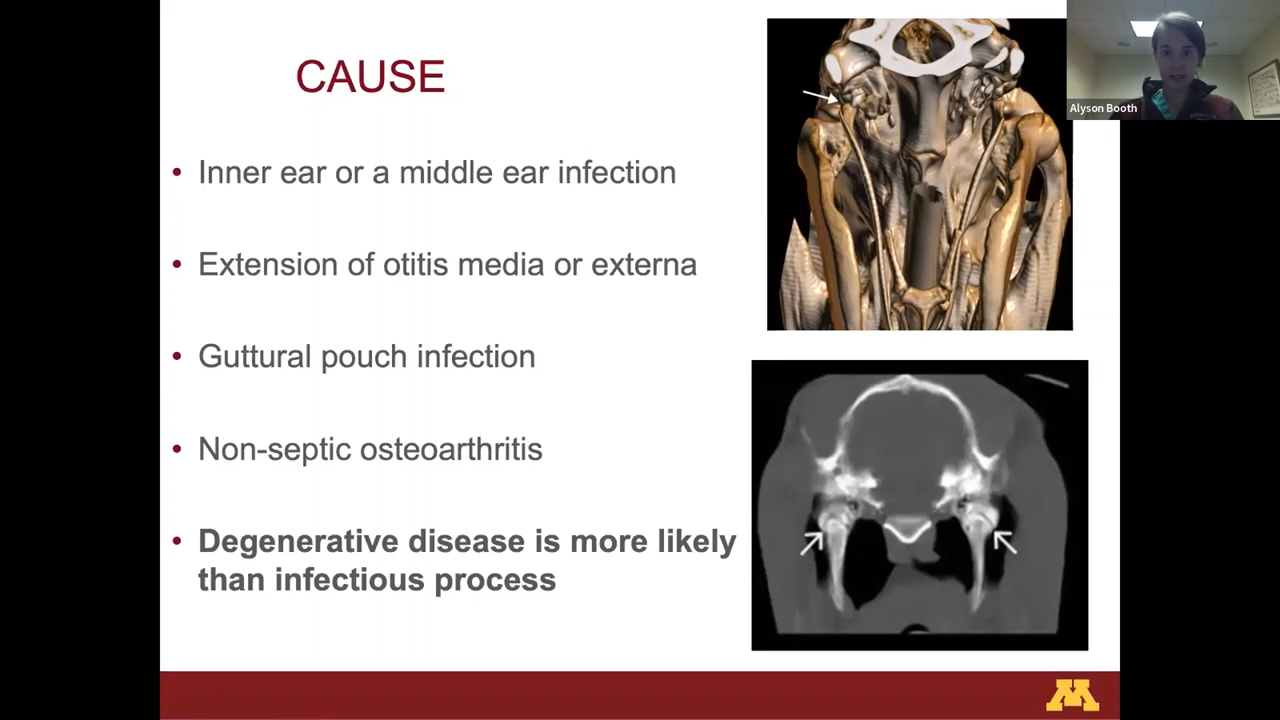 CAUSE
• Inner ear or a middle ear infection
• Extension of otitis media or externa
• Guttural pouch infection
• Non-septic osteoarthritis
• Degenerative disease is more likely
than infectious process
Alyson Booth
M